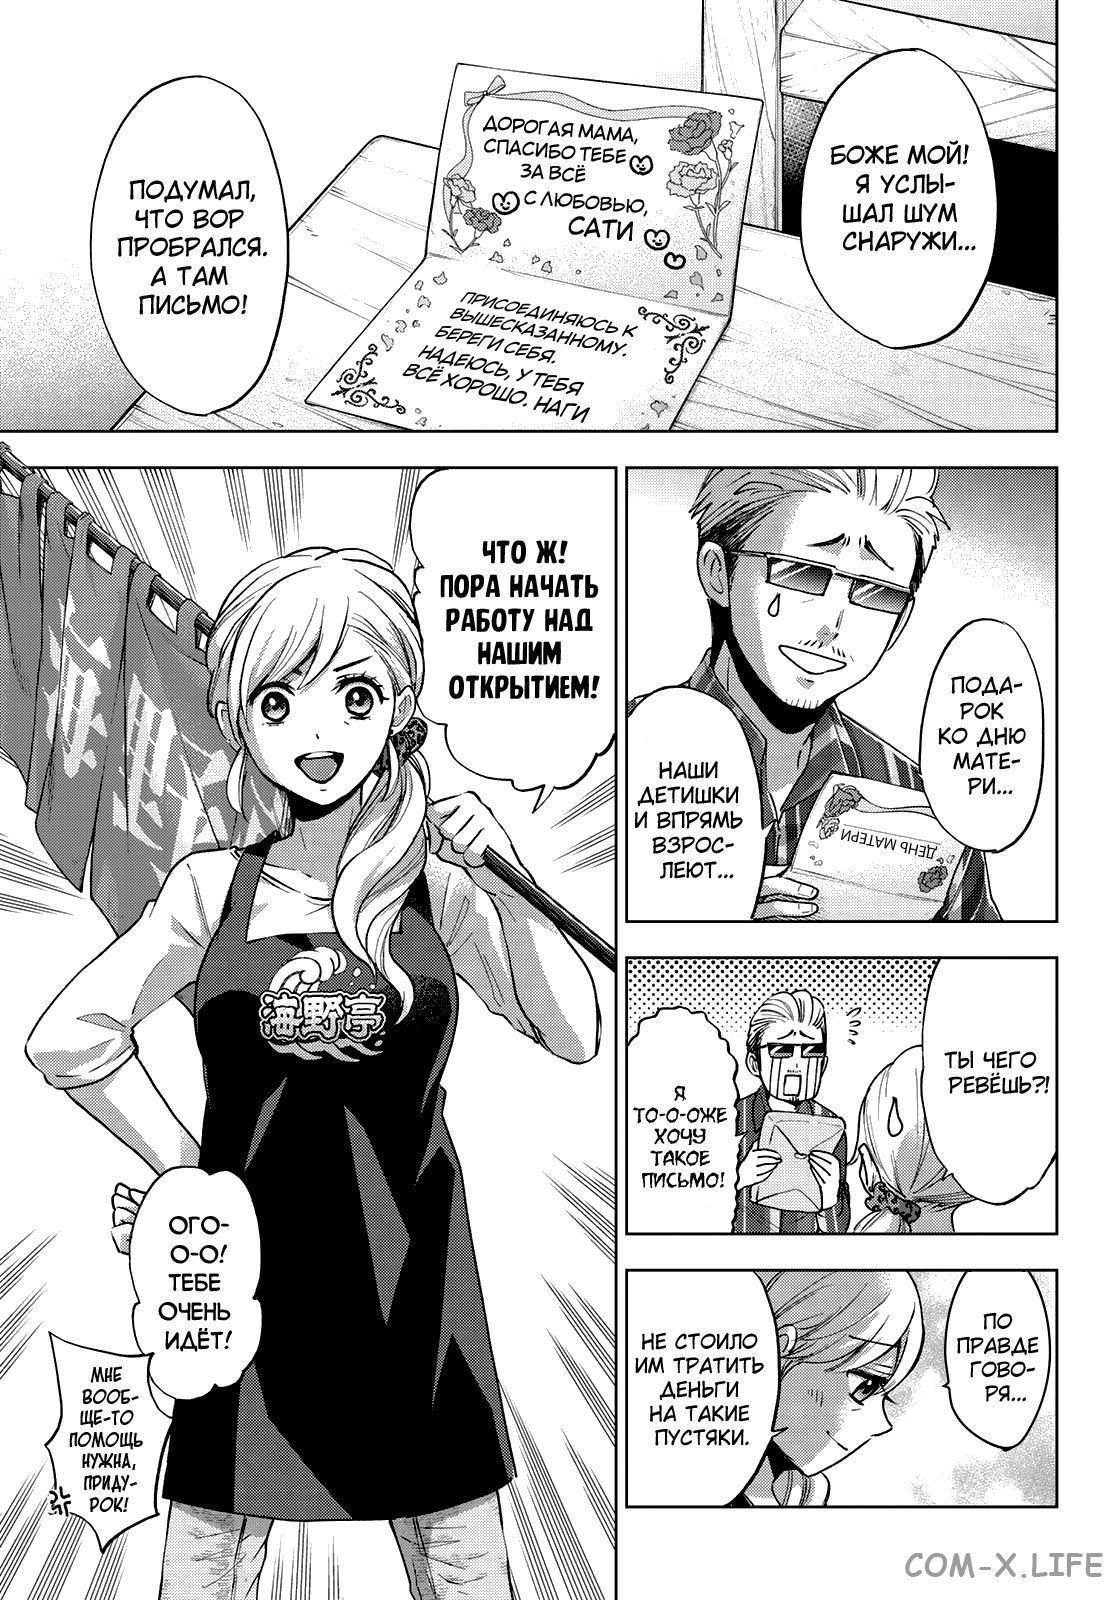 БОЖЕ МОЙ!
Я УСЛЫ-
ШАЛ ШУМ
СНАРУЖИ...
ДОРОГАЯ МАМА,
СПАСИБО ТЕБЕ
ЗА ВСЁ
С ЛЮБОВЬЮ,
САТИ
ПРИСОЕДИНЯЮСЬ К
ВЫШЕСКАЗАННОМУ.
БЕРЕГИ СЕБЯ.
НАДЕЮСЬ, У ТЕБЯ
ВСЁ ХОРОШО. НАГИ
ПОДУМАЛ,
ЧТО ВОР
ПРОБРАЛСЯ.
А ТАМ
ПИСЬМО!
ПОДА-
РОК
КО ДНЮ
МАТЕ-
РИ...
ДЕНЬ МАТЕРИ
НАШИ
ДЕТИШКИ
И ВПРЯМЬ
ВЗРОС-
ЛЕЮТ...
ТЫ ЧЕГО
РЕВЁШЬ?!
Я
ТО-О-ОЖЕ
ХОЧУ
ТАКОЕ
ПИСЬМО!
ПО
ПРАВДЕ
ГОВО-
РЯ...
НЕ СТОИЛО
ИМ ТРАТИТЬ
ДЕНЬГИ
НА ТАКИЕ
ПУСТЯКИ.
ЧТО Ж!
ПОРА НАЧАТЬ
РАБОТУ НАД
НАШИМ
ОТКРЫТИЕМ!
海野亭
ОГО-
О-О!
ТЕБЕ
ОЧЕНЬ
ИДЁТ!
МНЕ
ВООБ-
ЩЕ-ТО
ПОМОЩЬ
НУЖНА,
ПРИДУ-
РОК!
COM-X.LIFE